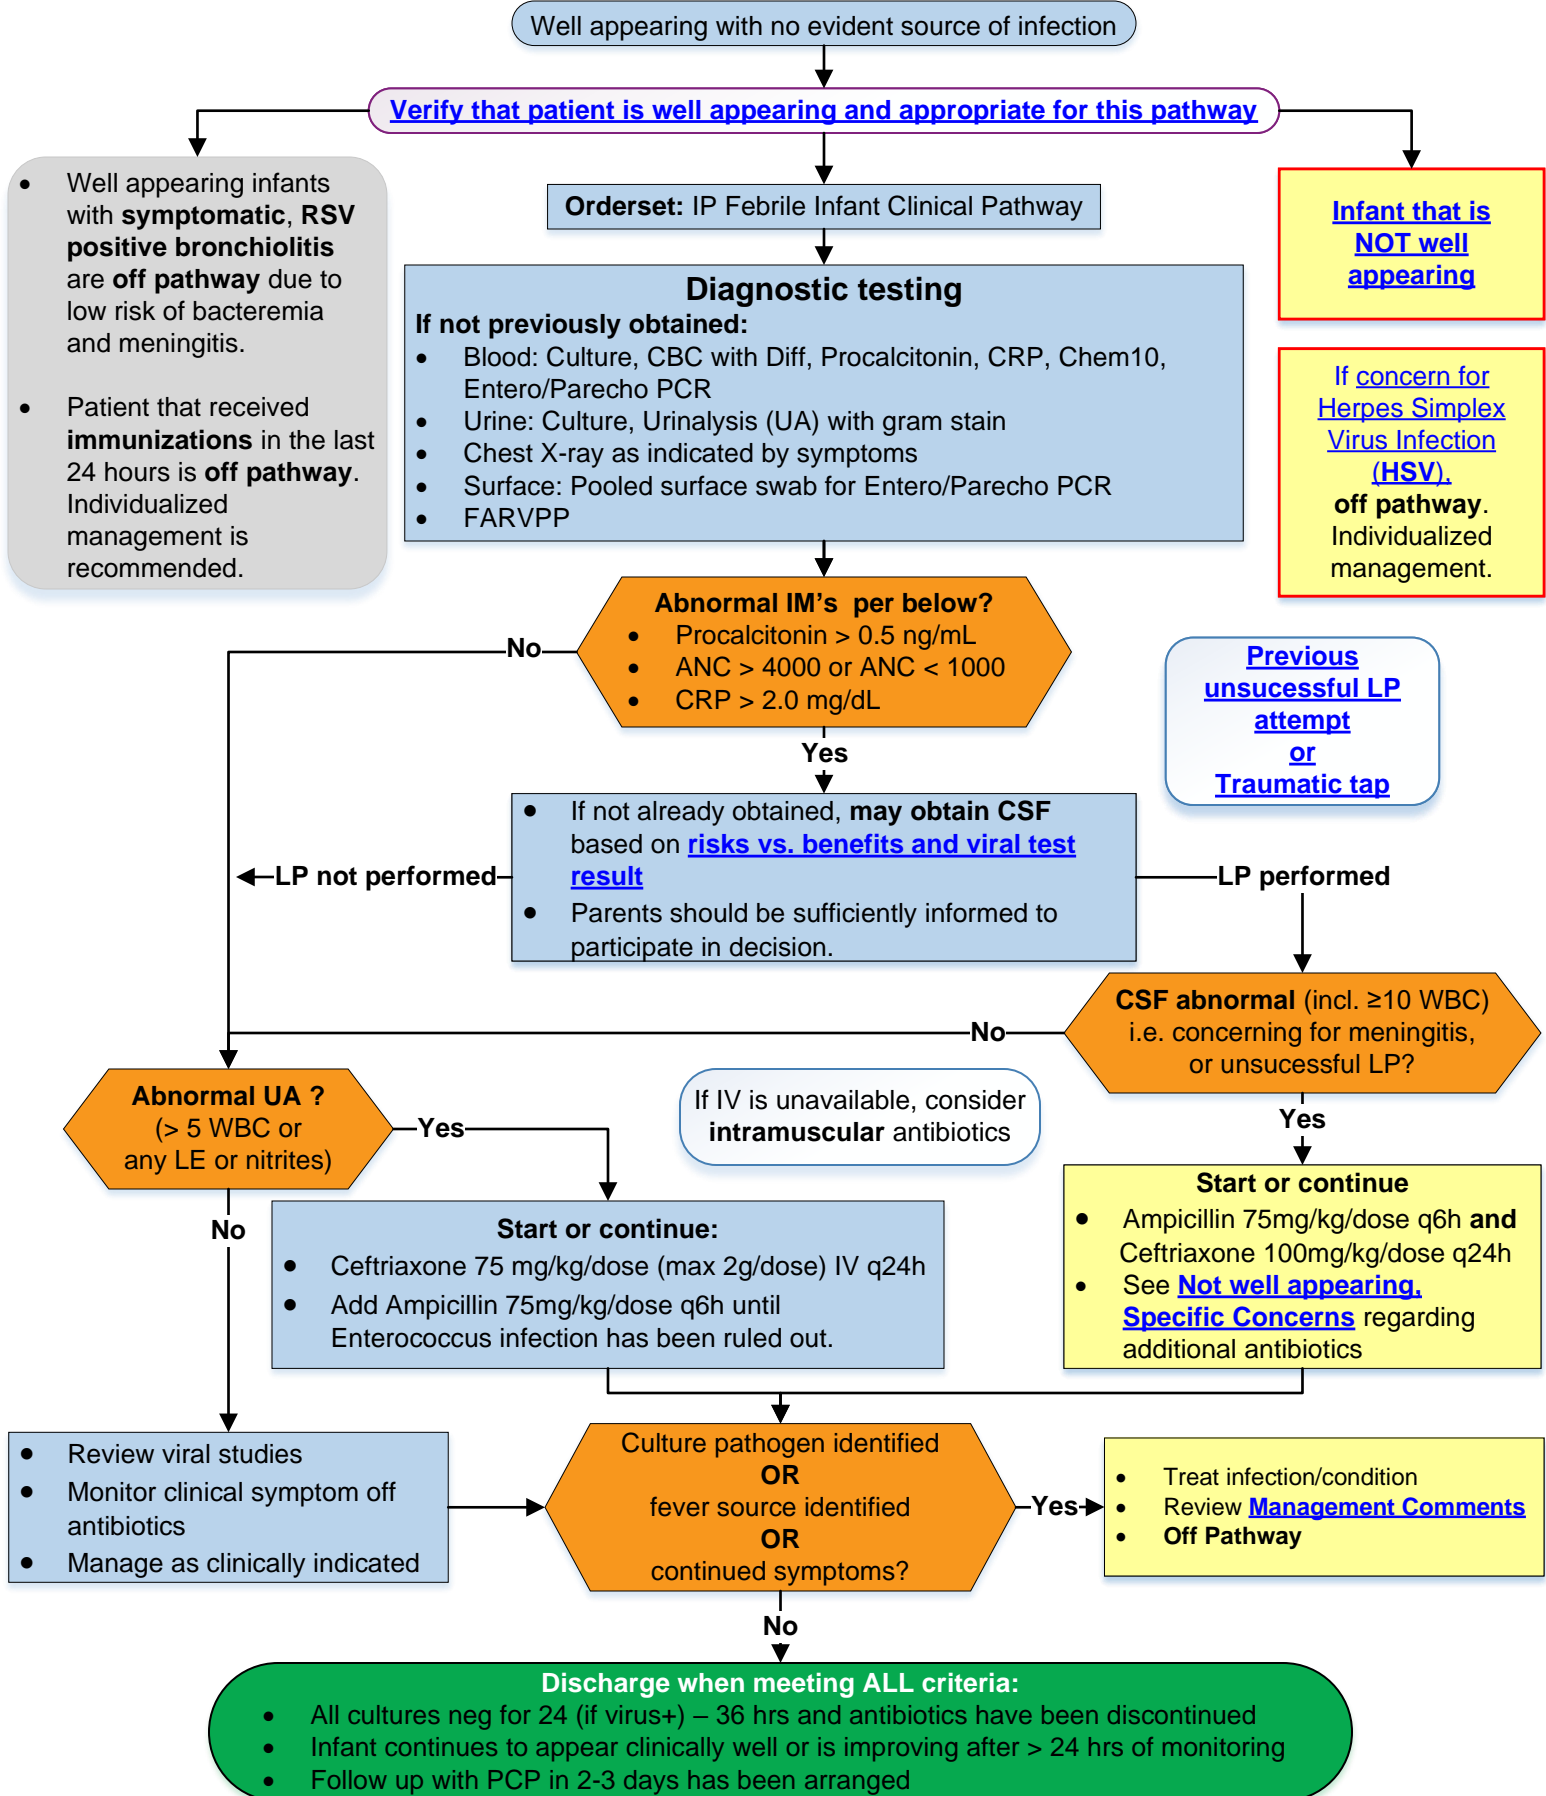 Well appearing with no evident source of infection
Verify that patient is well appearing and appropriate for this pathway
• Well appearing infants
with symptomatic, RSV
positive bronchiolitis
are off pathway due to
low risk of bacteremia
and meningitis.
• Patient that received
immunizations in the last
24 hours is off pathway.
Individualized
management is
recommended.
Orderset: IP Febrile Infant Clinical Pathway
Infant that is
NOT well
appearing
Diagnostic testing
If not previously obtained:
• Blood: Culture, CBC with Diff, Procalcitonin, CRP, Chem10,
Entero/Parecho PCR
• Urine: Culture, Urinalysis (UA) with gram stain
• Chest X-ray as indicated by symptoms
• Surface: Pooled surface swab for Entero/Parecho PCR
• FARVPP
If concern for
Herpes Simplex
Virus Infection
(HSV),
off pathway.
Individualized
management.
Abnormal IM's per below?
• Procalcitonin > 0.5 ng/mL
• ANC > 4000 or ANC < 1000
• CRP > 2.0 mg/dL
No
Yes
Previous
unsucessful LP
attempt
or
Traumatic tap
• If not already obtained, may obtain CSF
based on risks vs. benefits and viral test
result
• Parents should be sufficiently informed to
participate in decision.
LP not performed
LP performed
CSF abnormal (incl. ≥10 WBC)
i.e. concerning for meningitis,
or unsucessful LP?
No
Yes
Abnormal UA ?
(> 5 WBC or
any LE or nitrites)
Yes
No
If IV is unavailable, consider
intramuscular antibiotics
Start or continue:
• Ceftriaxone 75 mg/kg/dose (max 2g/dose) IV q24h
• Add Ampicillin 75mg/kg/dose q6h until
Enterococcus infection has been ruled out.
Start or continue
• Ampicillin 75mg/kg/dose q6h and
Ceftriaxone 100mg/kg/dose q24h
• See Not well appearing,
Specific Concerns regarding
additional antibiotics
• Review viral studies
• Monitor clinical symptom off
antibiotics
• Manage as clinically indicated
Culture pathogen identified
OR
fever source identified
OR
continued symptoms?
Yes
• Treat infection/condition
• Review Management Comments
• Off Pathway
No
Discharge when meeting ALL criteria:
• All cultures neg for 24 (if virus+) – 36 hrs and antibiotics have been discontinued
• Infant continues to appear clinically well or is improving after > 24 hrs of monitoring
• Follow up with PCP in 2-3 days has been arranged